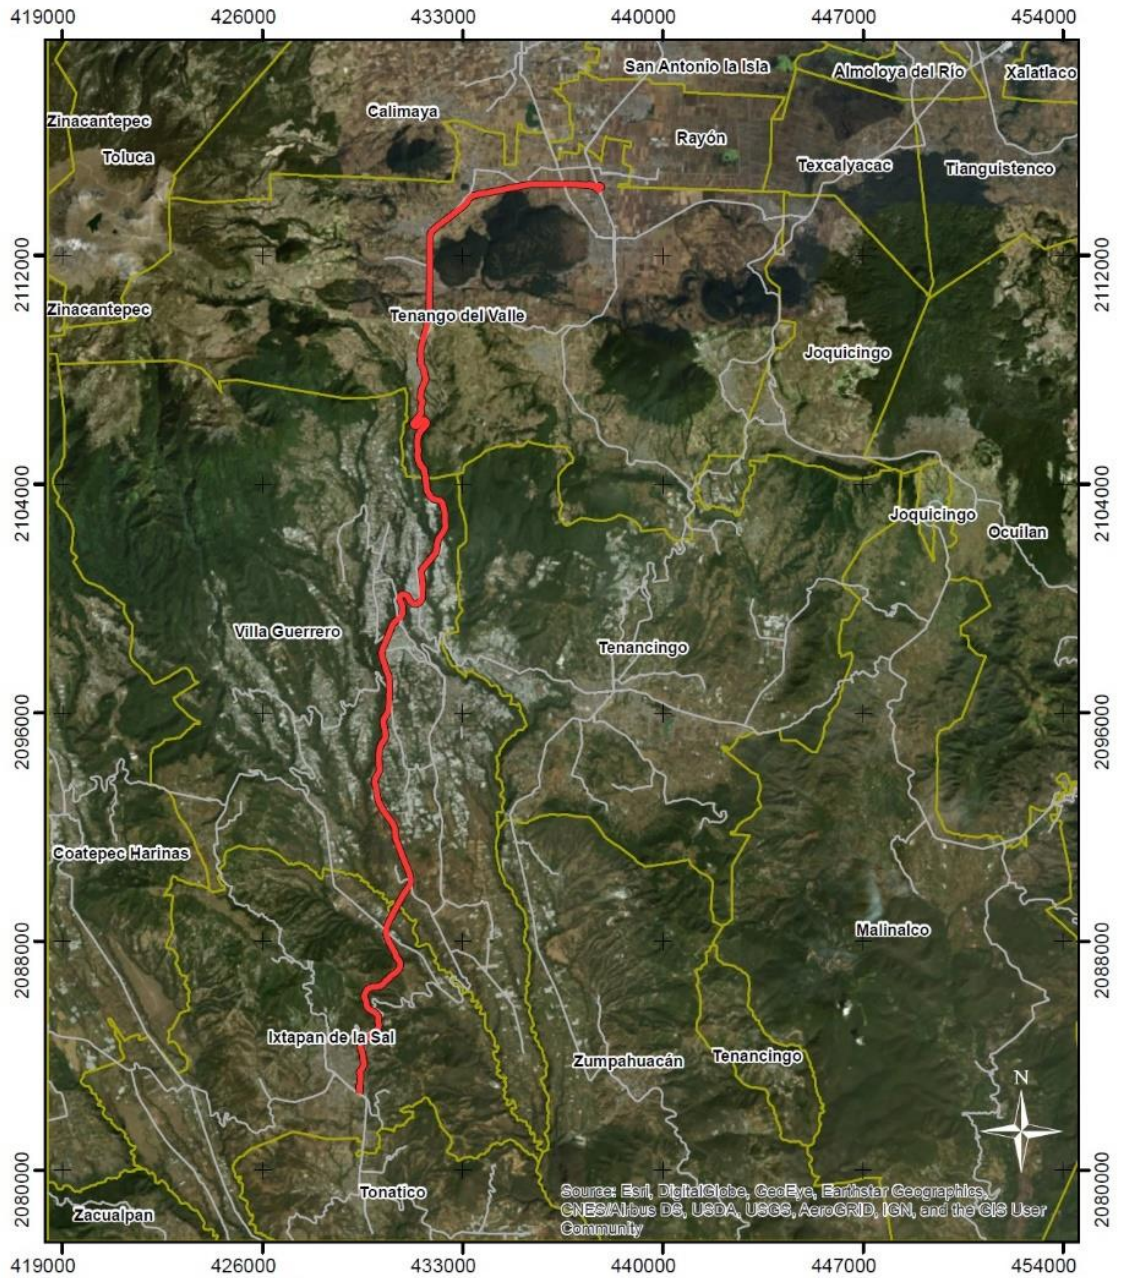 419000 426000 433000 440000 447000 454000
San Antonio la Isla
Almoloya del Río
Xalatlaco
Calimaya
Zinacantepec
Rayón
Toluca
Texcalyacac
Tianguistenco
2112000
2112000
Zinacantepec
Tenango del Valle
Joquicingo
2104000
2104000
Joquicingo
Ocuilan
Villa Guerrero
Tenancingo
2096000
2096000
Coatepec Harinas
Malinalco
2088000
2088000
Ixtapan de la Sal
Zumpahuacán
Tenancingo
N
2080000
2080000
Tonatico
Zacualpan
Source: Esri, DigitalGlobe, GeoEye, Earthstar Geographics,
CNES/Airbus DS, USDA, USGS, AeroGRID, IGN, and the GIS User
Community
419000 426000 433000 440000 447000 454000